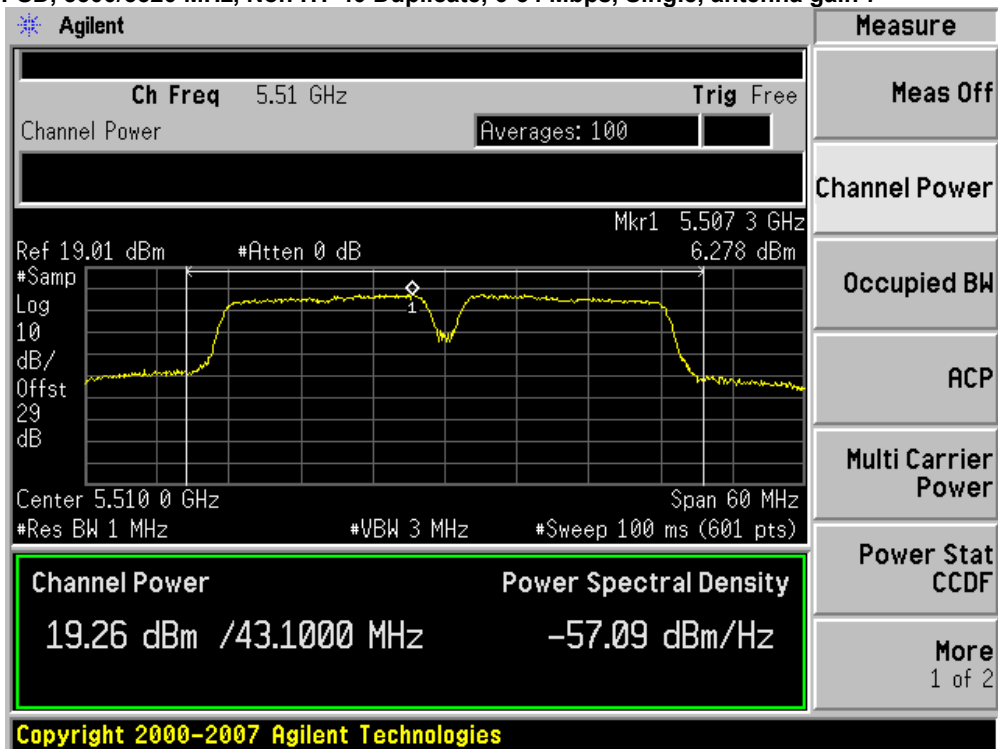 Agilent
Measure
Ch Freq 5.51 GHz Trig Free
Channel Power Averages: 100
Mkr1 5.507 3 GHz
Ref 19.01 dBm #Atten 0 dB 6.278 dBm
#Samp
Log
10
dB/
Offst
29
dB
1
Center 5.510 0 GHz Span 60 MHz
#Res BW 1 MHz #VBW 3 MHz #Sweep 100 ms (601 pts)
Channel Power Power Spectral Density
19.26 dBm /43.1000 MHz -57.09 dBm/Hz
Copyright 2000-2007 Agilent Technologies
Meas Off
Channel Power
Occupied BW
ACP
Multi Carrier
Power
Power Stat
CCDF
More
1 of 2